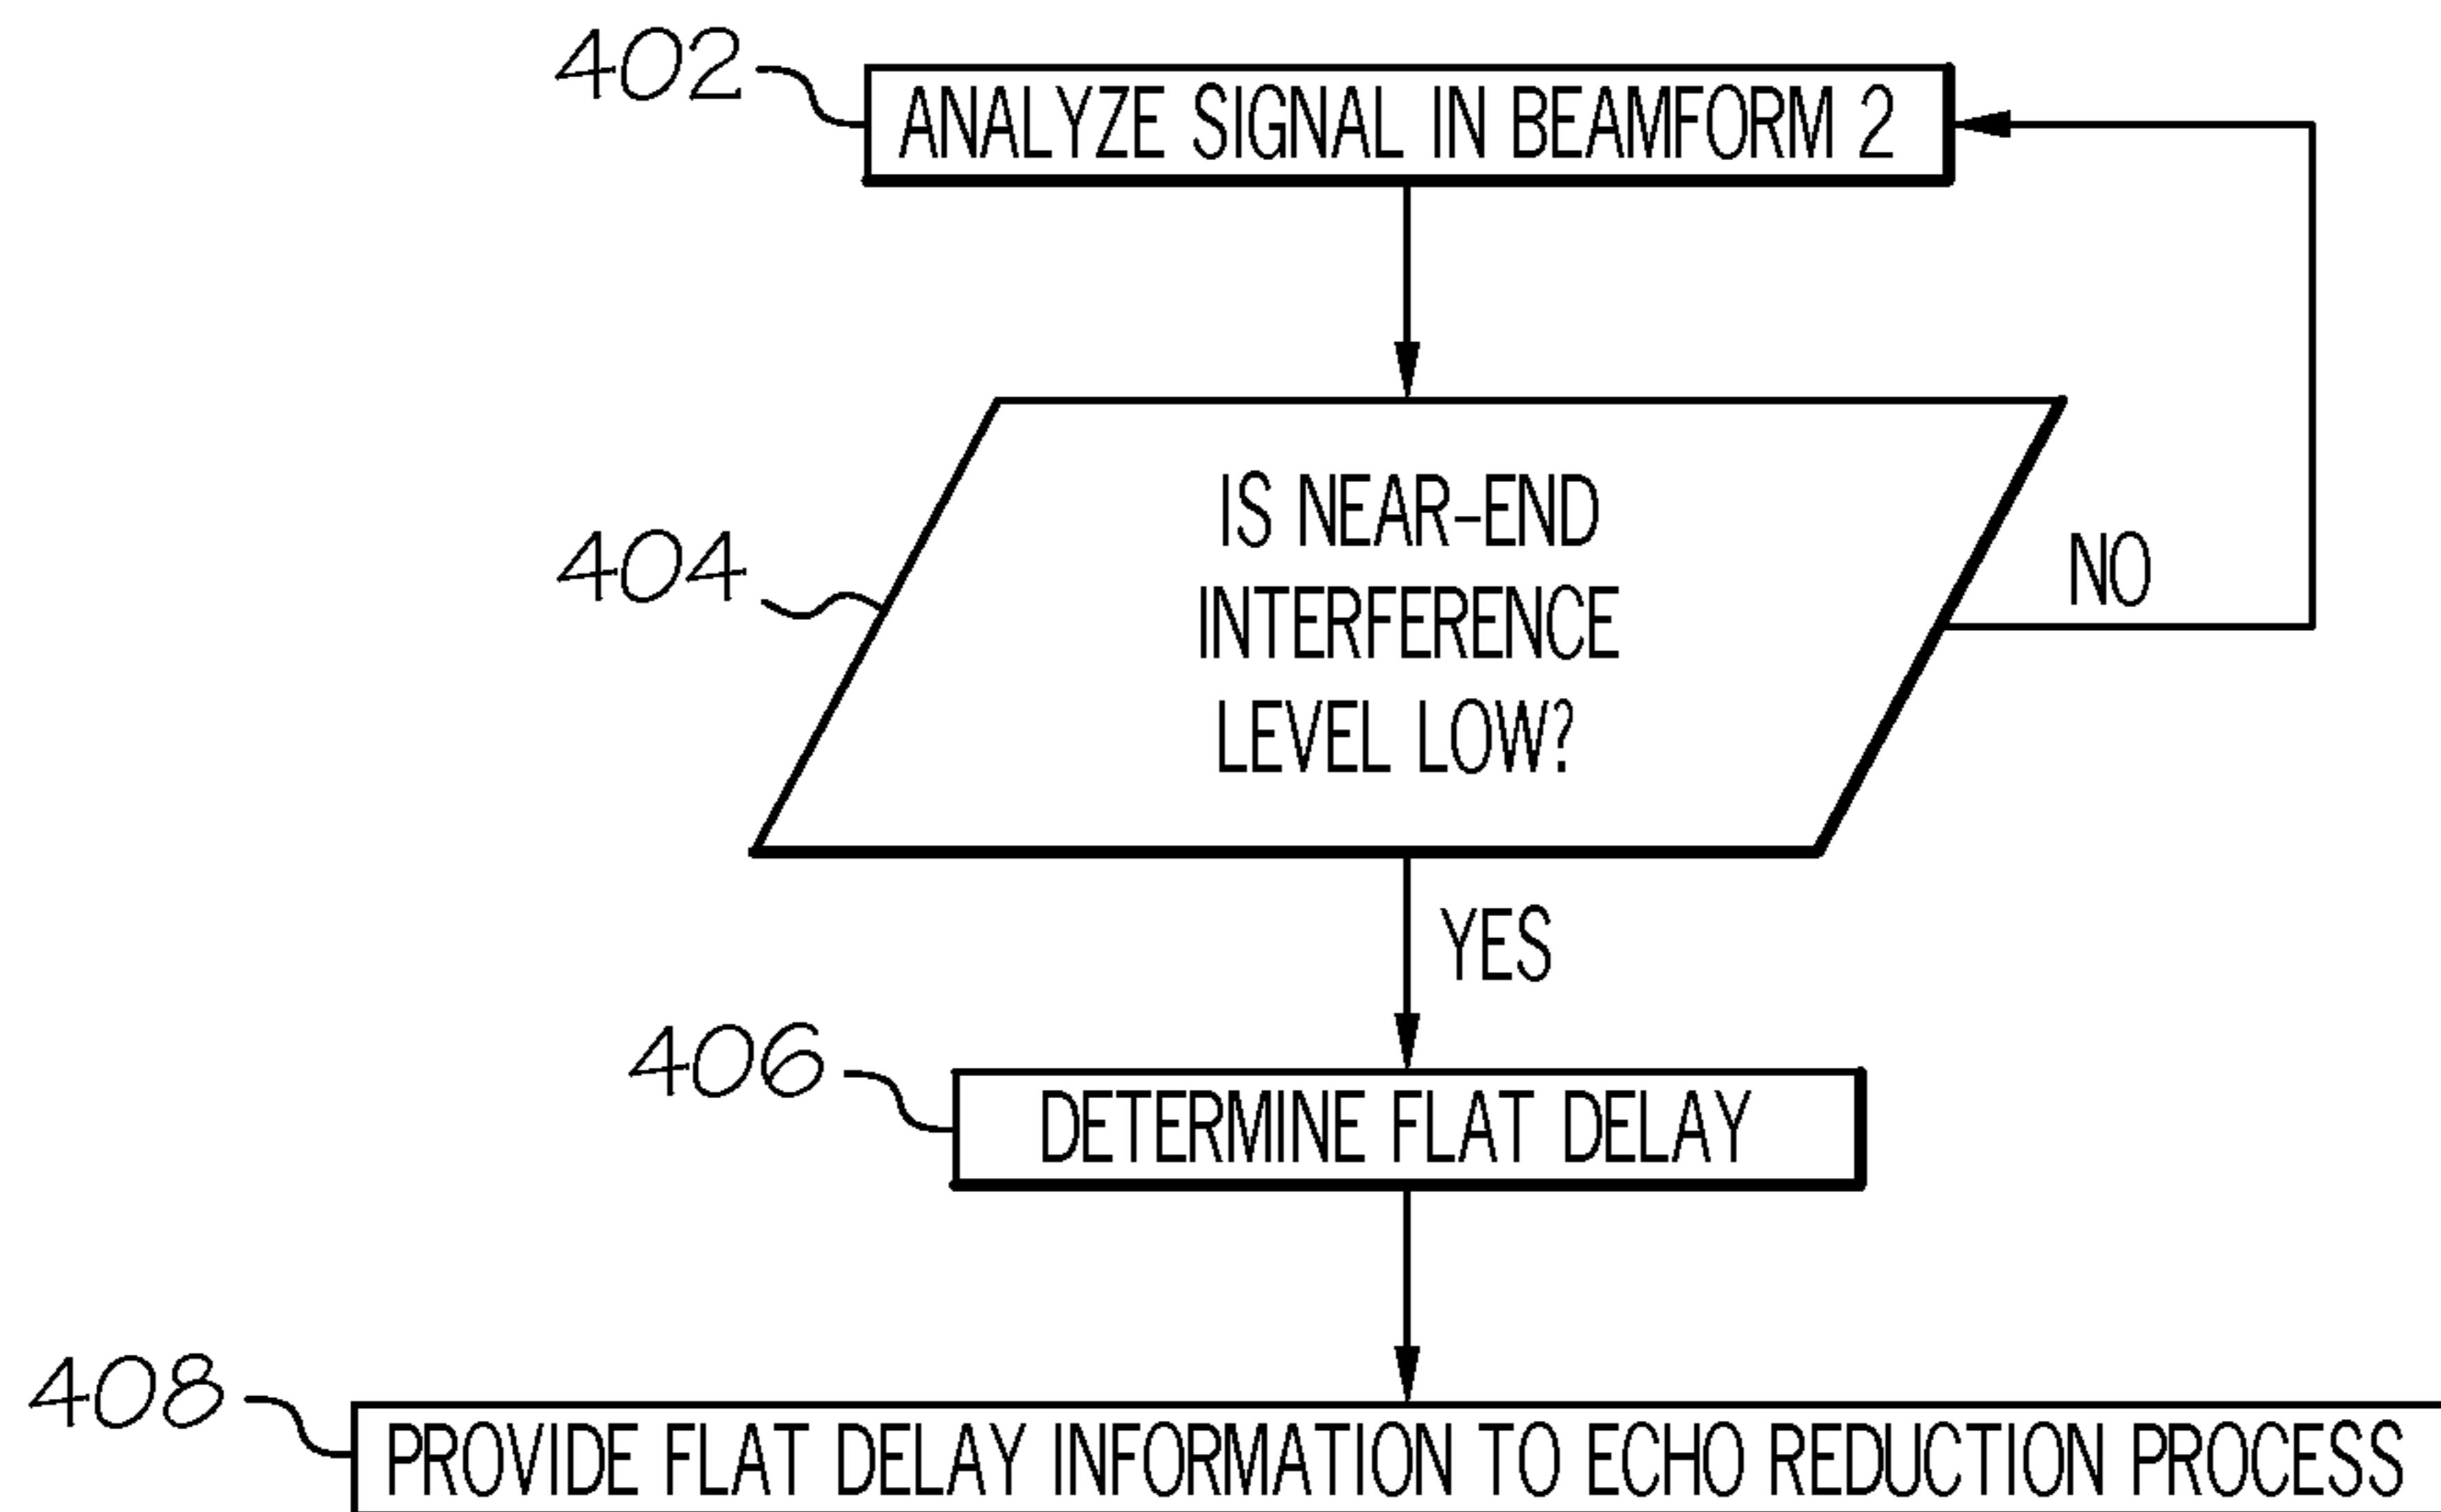 402
ANALYZE SIGNAL IN BEAMFORM 2
404
IS NEAR-END
INTERFERENCE
LEVEL LOW?
NO
YES
406
DETERMINE FLAT DELAY
408
PROVIDE FLAT DELAY INFORMATION TO ECHO REDUCTION PROCESS